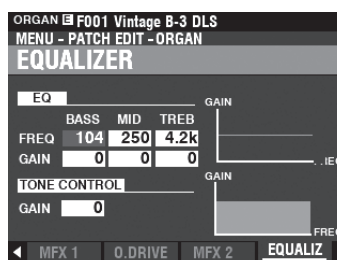 ORGAN E F001 Vintage B-3 DLS
MENU - PATCH EDIT - ORGAN
EQUALIZER
EQ
GAIN
BASS MID TREB
FREQ 104 250 4.2k
GAIN 0 0 0
TONE CONTROL
GAIN
GAIN 0
FRE
MFX 1 O.DRIVE MFX 2 EQUALIZ